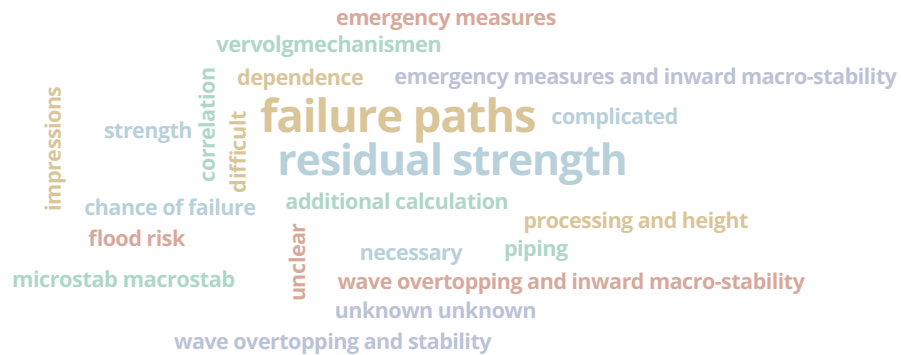 emergency measures
vervolgmechanismen
dependence
emergency measures and inward macro-stability
impressions
correlation
difficult
failure paths
complicated
strength
residual strength
chance of failure
additional calculation
processing and height
flood risk
unclear
necessary
piping
microstab macrostab
wave overtopping and inward macro-stability
unknown unknown
wave overtopping and stability